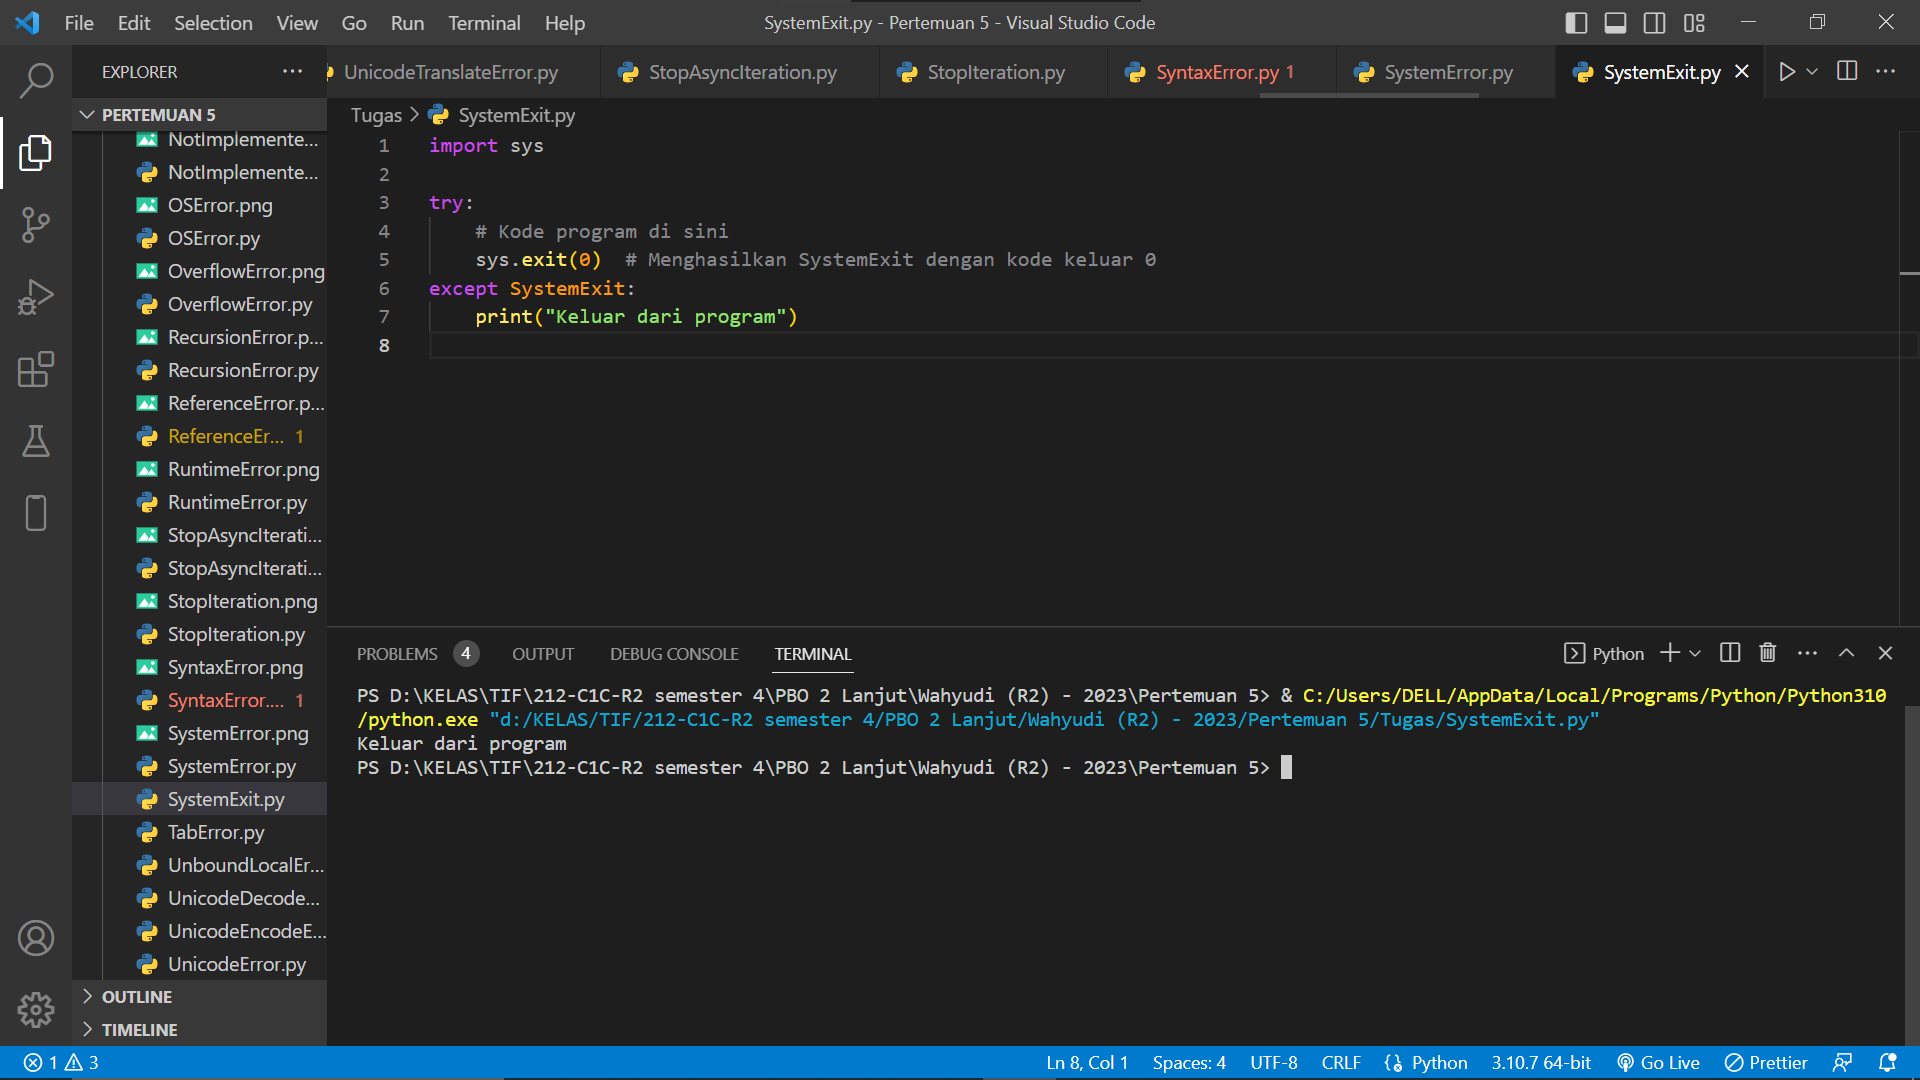 File Edit Selection View Go Run Terminal Help
SystemExit.py - Pertemuan 5 - Visual Studio Code
EXPLORER
UnicodeTranslateError.py
StopAsyncIteration.py
StopIteration.py
SyntaxError.py 1
SystemError.py
SystemExit.py
PERTEMUAN 5
NotImplemente...
NotImplemente...
OSError.png
OSError.py
OverflowError.png
OverflowError.py
RecursionError.p...
RecursionError.py
ReferenceError.p...
ReferenceEr... 1
RuntimeError.png
RuntimeError.py
StopAsyncIterati...
StopAsyncIterati...
StopIteration.png
StopIteration.py
SyntaxError.png
SyntaxError.... 1
SystemError.png
SystemError.py
SystemExit.py
TabError.py
UnboundLocalEr...
UnicodeDecode...
UnicodeEncodeE...
UnicodeError.py
OUTLINE
TIMELINE
Tugas > SystemExit.py
1 import sys
2
3 try:
4     # Kode program di sini
5     sys.exit(0)  # Menghasilkan SystemExit dengan kode keluar 0
6 except SystemExit:
7     print("Keluar dari program")
8
PROBLEMS 4 OUTPUT DEBUG CONSOLE TERMINAL
Python
PS D:\KELAS\TIF\212-C1C-R2 semester 4\PBO 2 Lanjut\Wahyudi (R2) - 2023\Pertemuan 5> & C:/Users/DELL/AppData/Local/Programs/Python/Python310
/python.exe "d:/KELAS/TIF/212-C1C-R2 semester 4/PBO 2 Lanjut/Wahyudi (R2) - 2023/Pertemuan 5/Tugas/SystemExit.py"
Keluar dari program
PS D:\KELAS\TIF\212-C1C-R2 semester 4\PBO 2 Lanjut\Wahyudi (R2) - 2023\Pertemuan 5>
1 3
Ln 8, Col 1 Spaces: 4 UTF-8 CRLF Python 3.10.7 64-bit Go Live Prettier